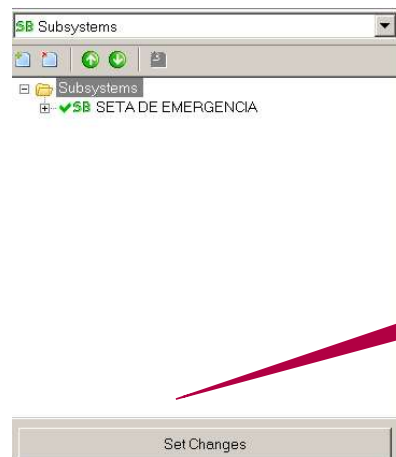 SB Subsystems
Subsystems
SB SETA DE EMERGENCIA
Set Changes